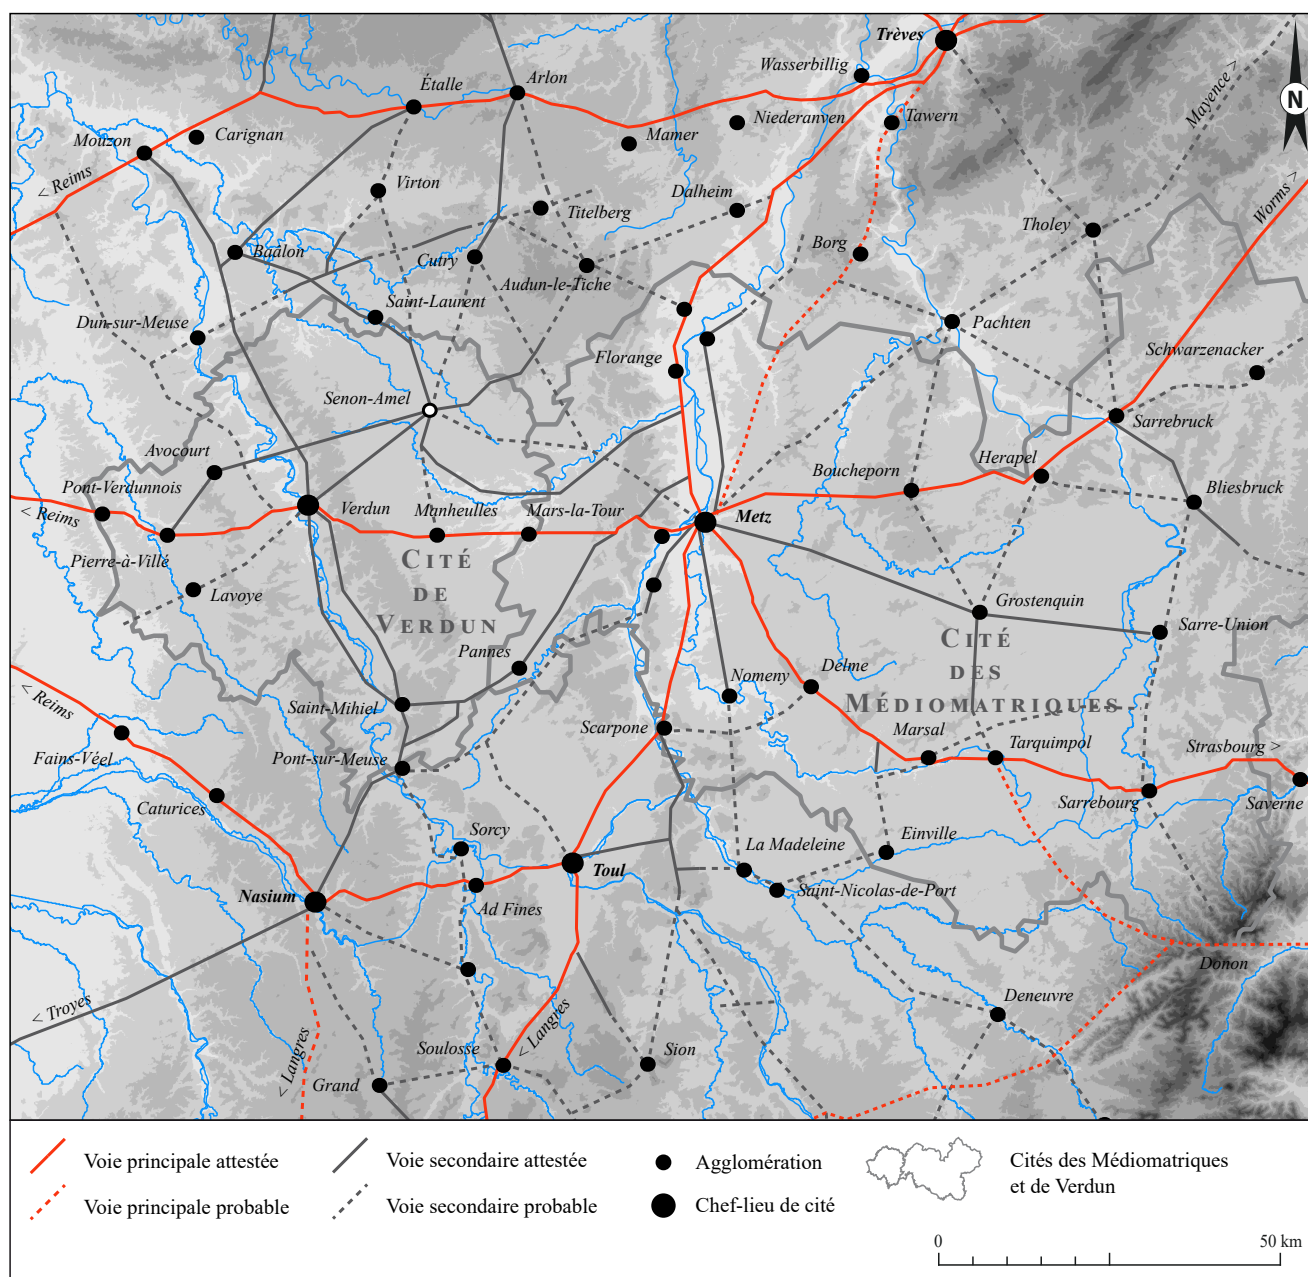 Trèves
Wasserbillig
Arlon
Étalle
Mayence >
N
Niederanven
Tawern
Carignan
Mamer
Mouzon
< Reims
Virton
Dalheim
Titelberg
Worms >
Tholey
Borg
Baâlon
Cutry
Audun-le-Tiche
Saint-Laurent
Dun-sur-Meuse
Pachten
Schwarzenacker
Florange
Senon-Amel
Sarrebruck
Avocourt
Herapel
Boucheporn
Pont-Verdunnois
Bliesbruck
< Reims
Verdun
Manheulles
Mars-la-Tour
Metz
Pierre-à-Villé
Cité
de
Verdun
Lavoye
Grostenquin
Sarre-Union
Cité
des
Médiomatriques
Pannes
Delme
Nomeny
< Reims
Saint-Mihiel
Scarpone
Marsal
Tarquimpol
Strasbourg >
Fains-Véel
Pont-sur-Meuse
Caturices
Sarrebourg
Saverne
Sorcy
Einville
La Madeleine
Toul
Nasium
Ad Fines
Saint-Nicolas-de-Port
Donon
< Troyes
Deneuvre
< Langres
< Langres
Soulosse
Sion
Grand
Voie principale attestée
Voie secondaire attestée
Agglomération
Cités des Médiomatriques
et de Verdun
Voie principale probable
Voie secondaire probable
Chef-lieu de cité
0
50 km